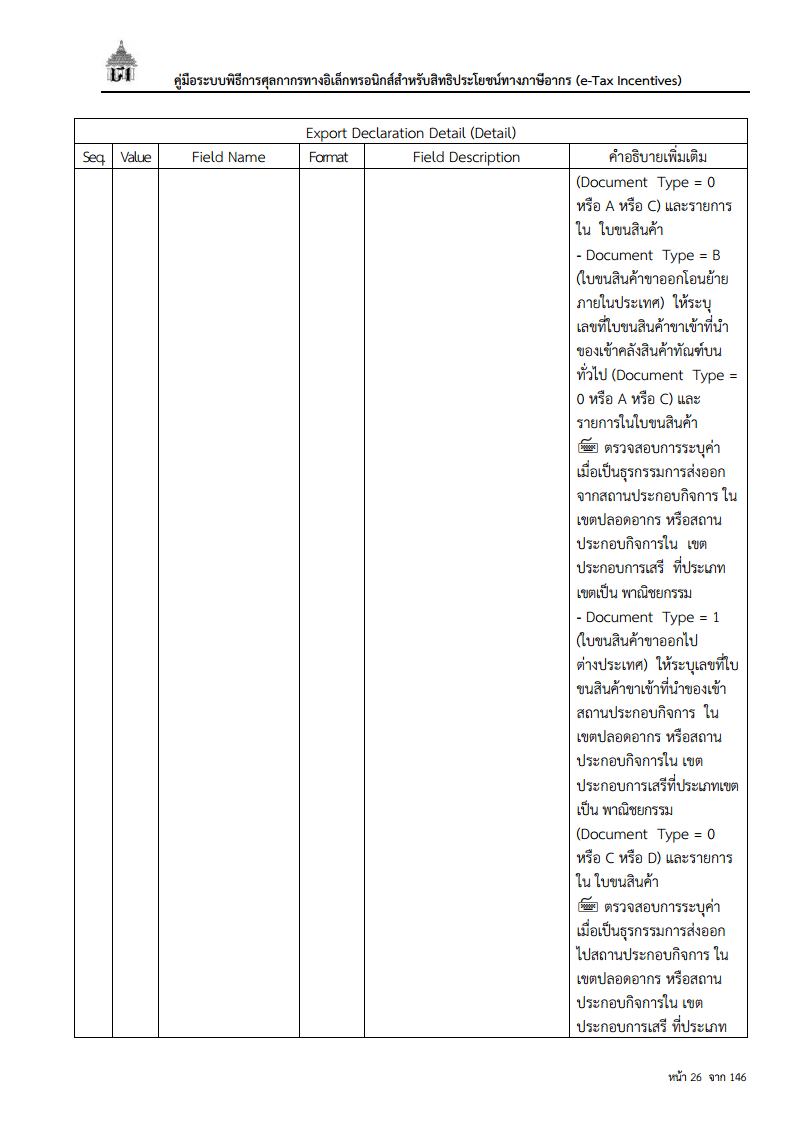 คู่มือระบบพิธีการศุลกากรทางอิเล็กทรอนิกส์สำหรับสิทธิประโยชน์ทางภาษีอากร (e-Tax Incentives)
Export Declaration Detail (Detail)
Seq. Value Field Name Format Field Description คำอธิบายเพิ่มเติม
(Document Type = 0
หรือ A หรือ C) และรายการ
ใน ใบขนสินค้า
- Document Type = B
(ใบขนสินค้าขาออกโอนย้าย
ภายในประเทศ) ให้ระบุ
เลขที่ใบขนสินค้าขาเข้าที่นำ
ของเข้าคลังสินค้าทัณฑ์บน
ทั่วไป (Document Type =
0 หรือ A หรือ C) และ
รายการในใบขนสินค้า
ตรวจสอบการระบุค่า
เมื่อเป็นธุรกรรมการส่งออก
จากสถานประกอบกิจการ ใน
เขตปลอดอากร หรือสถาน
ประกอบกิจการใน เขต
ประกอบการเสรี ที่ประเภท
เขตเป็น พาณิชยกรรม
- Document Type = 1
(ใบขนสินค้าขาออกไป
ต่างประเทศ) ให้ระบุเลขที่ใบ
ขนสินค้าขาเข้าที่นำของเข้า
สถานประกอบกิจการ ใน
เขตปลอดอากร หรือสถาน
ประกอบกิจการใน เขต
ประกอบการเสรีที่ประเภทเขต
เป็น พาณิชยกรรม
(Document Type = 0
หรือ C หรือ D) และรายการ
ใน ใบขนสินค้า
ตรวจสอบการระบุค่า
เมื่อเป็นธุรกรรมการส่งออก
ไปสถานประกอบกิจการ ใน
เขตปลอดอากร หรือสถาน
ประกอบกิจการใน เขต
ประกอบการเสรี ที่ประเภท
หน้า 26 จาก 146